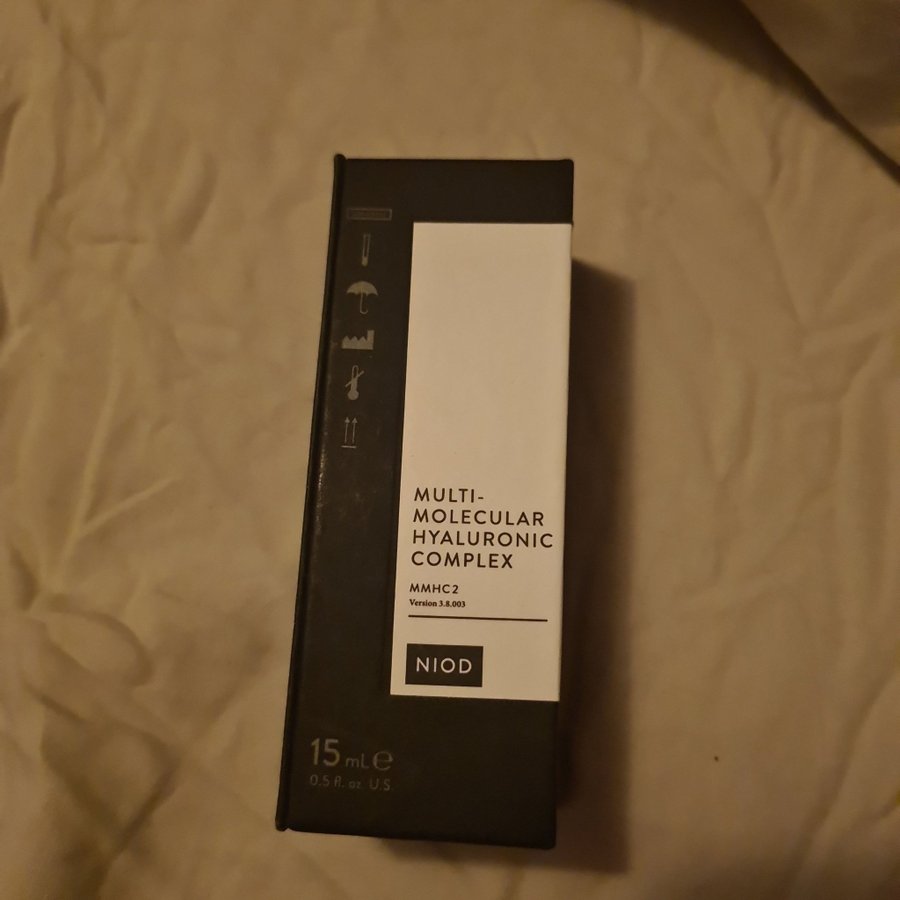 MULTI-
MOLECULAR
HYALURONIC
COMPLEX
MMHC2
Version 3.8.003
NIOD
15 mL e
0.5 fl. oz. U.S.